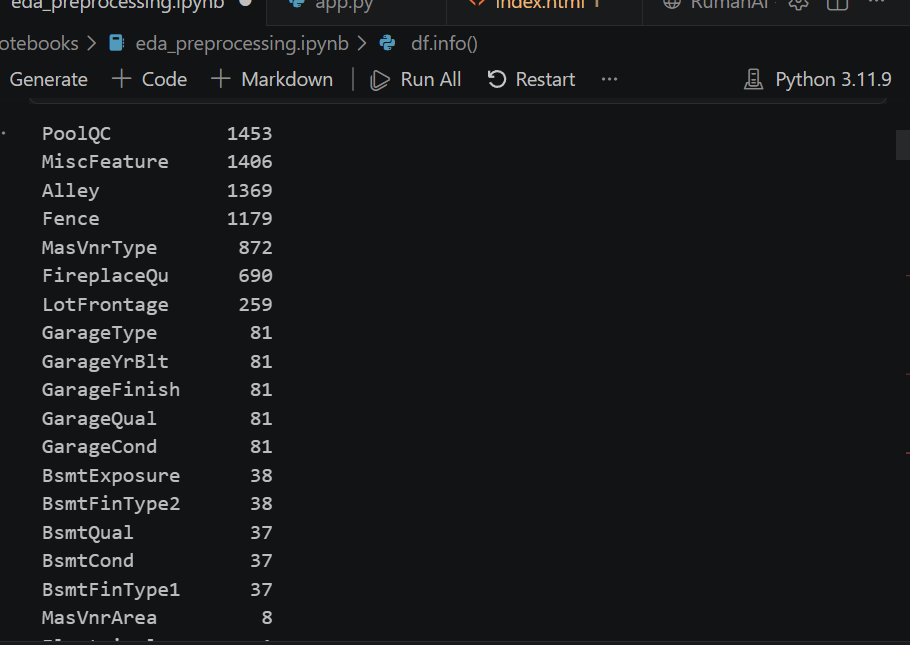 eda_preprocessing.ipynb app.py index.html 1 RumanAI
otebooks > eda_preprocessing.ipynb > df.info()
Generate + Code + Markdown | Run All Restart ··· Python 3.11.9
PoolQC 1453
MiscFeature 1406
Alley 1369
Fence 1179
MasVnrType 872
FireplaceQu 690
LotFrontage 259
GarageType 81
GarageYrBlt 81
GarageFinish 81
GarageQual 81
GarageCond 81
BsmtExposure 38
BsmtFinType2 38
BsmtQual 37
BsmtCond 37
BsmtFinType1 37
MasVnrArea 8